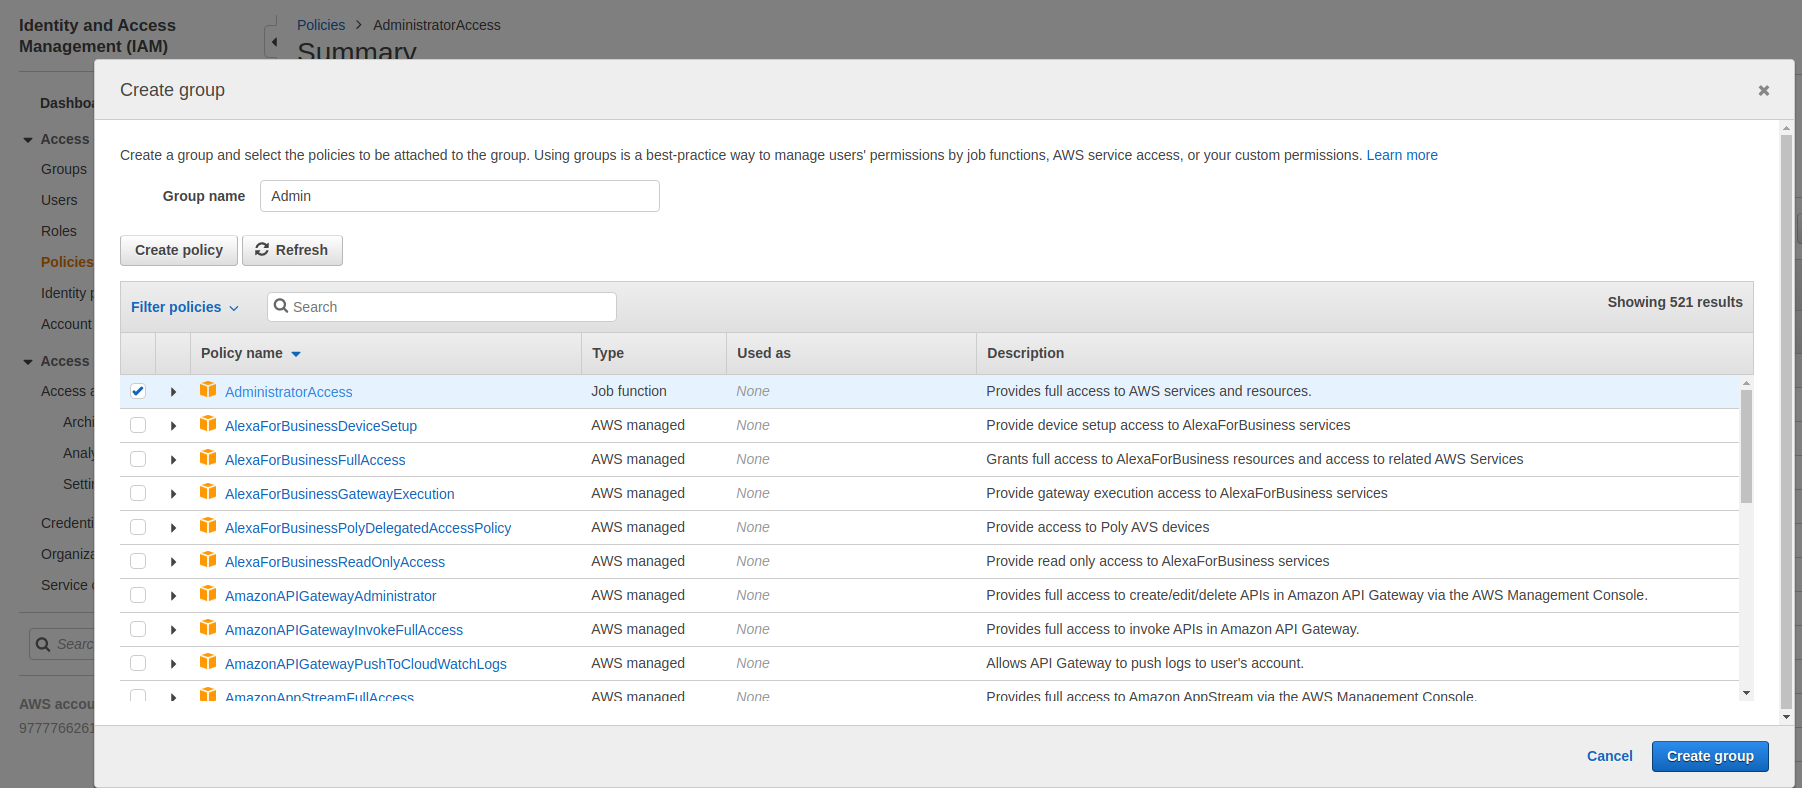 Identity and Access
Management (IAM)
Policies > AdministratorAccess
Summary
Create group
Create a group and select the policies to be attached to the group. Using groups is a best-practice way to manage users' permissions by job functions, AWS service access, or your custom permissions. Learn more
Group name Admin
Create policy Refresh
Filter policies Search Showing 521 results
Policy name Type Used as Description
AdministratorAccess Job function None Provides full access to AWS services and resources.
AlexaForBusinessDeviceSetup AWS managed None Provide device setup access to AlexaForBusiness services
AlexaForBusinessFullAccess AWS managed None Grants full access to AlexaForBusiness resources and access to related AWS Services
AlexaForBusinessGatewayExecution AWS managed None Provide gateway execution access to AlexaForBusiness services
AlexaForBusinessPolyDelegatedAccessPolicy AWS managed None Provide access to Poly AVS devices
AlexaForBusinessReadOnlyAccess AWS managed None Provide read only access to AlexaForBusiness services
AmazonAPIGatewayAdministrator AWS managed None Provides full access to create/edit/delete APIs in Amazon API Gateway via the AWS Management Console.
AmazonAPIGatewayInvokeFullAccess AWS managed None Provides full access to invoke APIs in Amazon API Gateway.
AmazonAPIGatewayPushToCloudWatchLogs AWS managed None Allows API Gateway to push logs to user's account.
AmazonAppStreamFullAccess AWS managed None Provides full access to Amazon AppStream via the AWS Management Console.
Cancel Create group
Dashboa
Access
Groups
Users
Roles
Policies
Identity p
Account
Access
Access a
Archi
Analy
Settin
Credenti
Organiza
Service
Searc
AWS accou
9777766261